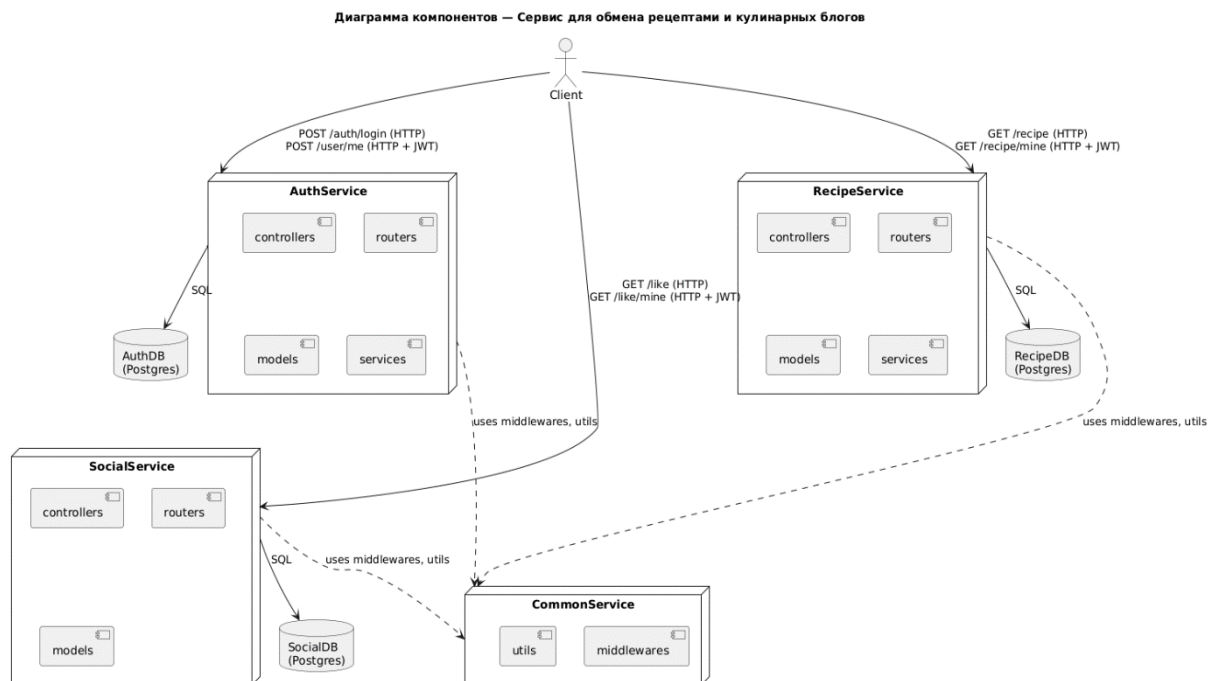 Диаграмма компонентов — Сервис для обмена рецептами и кулинарных блогов
Client
POST /auth/login (HTTP)
POST /user/me (HTTP + JWT)
GET /recipe (HTTP)
GET /recipe/mine (HTTP + JWT)
AuthService
controllers
routers
models
services
SQL
AuthDB
(Postgres)
GET /like (HTTP)
GET /like/mine (HTTP + JWT)
RecipeService
controllers
routers
models
services
SQL
RecipeDB
(Postgres)
uses middlewares, utils
uses middlewares, utils
SocialService
controllers
routers
models
SQL
uses middlewares, utils
SocialDB
(Postgres)
CommonService
utils
middlewares